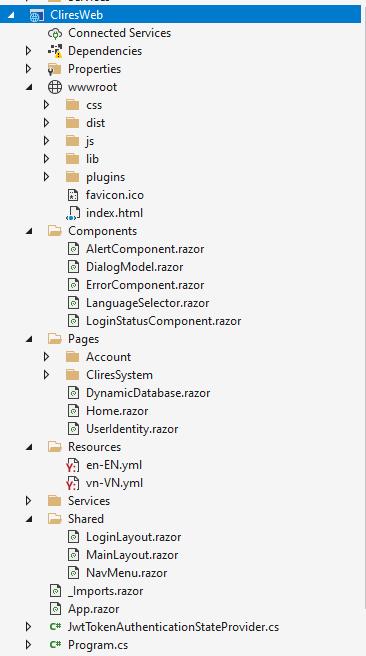 CliresWeb
Connected Services
Dependencies
Properties
wwwroot
css
dist
js
lib
plugins
favicon.ico
index.html
Components
AlertComponent.razor
DialogModel.razor
ErrorComponent.razor
LanguageSelector.razor
LoginStatusComponent.razor
Pages
Account
CliresSystem
DynamicDatabase.razor
Home.razor
UserIdentity.razor
Resources
en-EN.yml
vn-VN.yml
Services
Shared
LoginLayout.razor
MainLayout.razor
NavMenu.razor
_Imports.razor
App.razor
C# JwtTokenAuthenticationStateProvider.cs
C# Program.cs